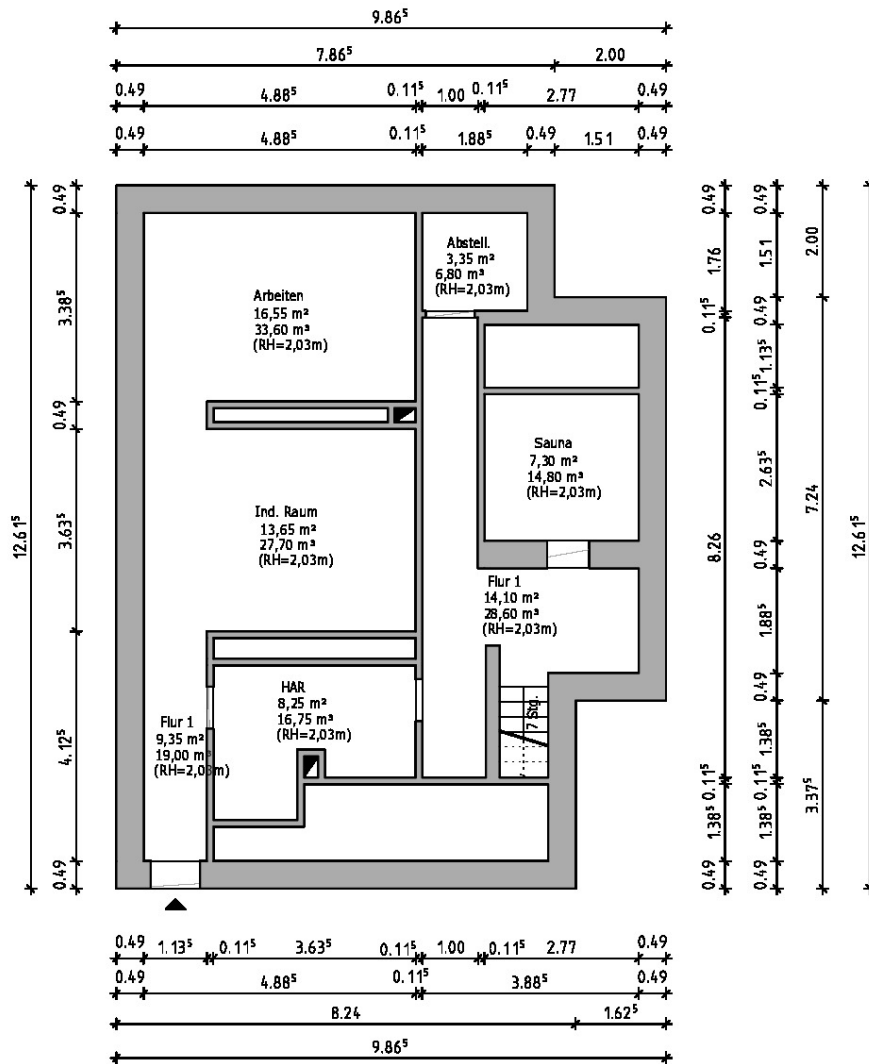 9.86⁵
7.86⁵ 2.00
0.49 4.88⁵ 0.11⁵ 1.00 0.11⁵ 2.77 0.49
0.49 4.88⁵ 0.11⁵ 1.88⁵ 0.49 1.51 0.49
12.61⁵
0.49
3.38⁵
0.49
3.63⁵
4.12⁵
0.49
Abstell.
3,35 m²
6,80 m³
(RH=2,03m)
Arbeiten
16,55 m²
33,60 m³
(RH=2,03m)
Sauna
7,30 m²
14,80 m³
(RH=2,03m)
Ind. Raum
13,65 m²
27,70 m³
(RH=2,03m)
Flur 1
14,10 m²
28,60 m³
(RH=2,03m)
HAR
8,25 m²
16,75 m³
(RH=2,03m)
7 Stg.
Flur 1
9,35 m²
19,00 m³
(RH=2,03m)
0.49
1.76
0.11⁵
8.26
0.11⁵
1.38⁵
0.49
0.49
1.51
0.49
1.13⁵
0.11⁵
2.63⁵
0.49
1.88⁵
0.49
1.38⁵
0.11⁵
1.38⁵
0.49
2.00
7.24
3.37⁵
12.61⁵
0.49 1.13⁵ 0.11⁵ 3.63⁵ 0.11⁵ 1.00 0.11⁵ 2.77 0.49
0.49 4.88⁵ 0.11⁵ 3.88⁵ 0.49
8.24 1.62⁵
9.86⁵